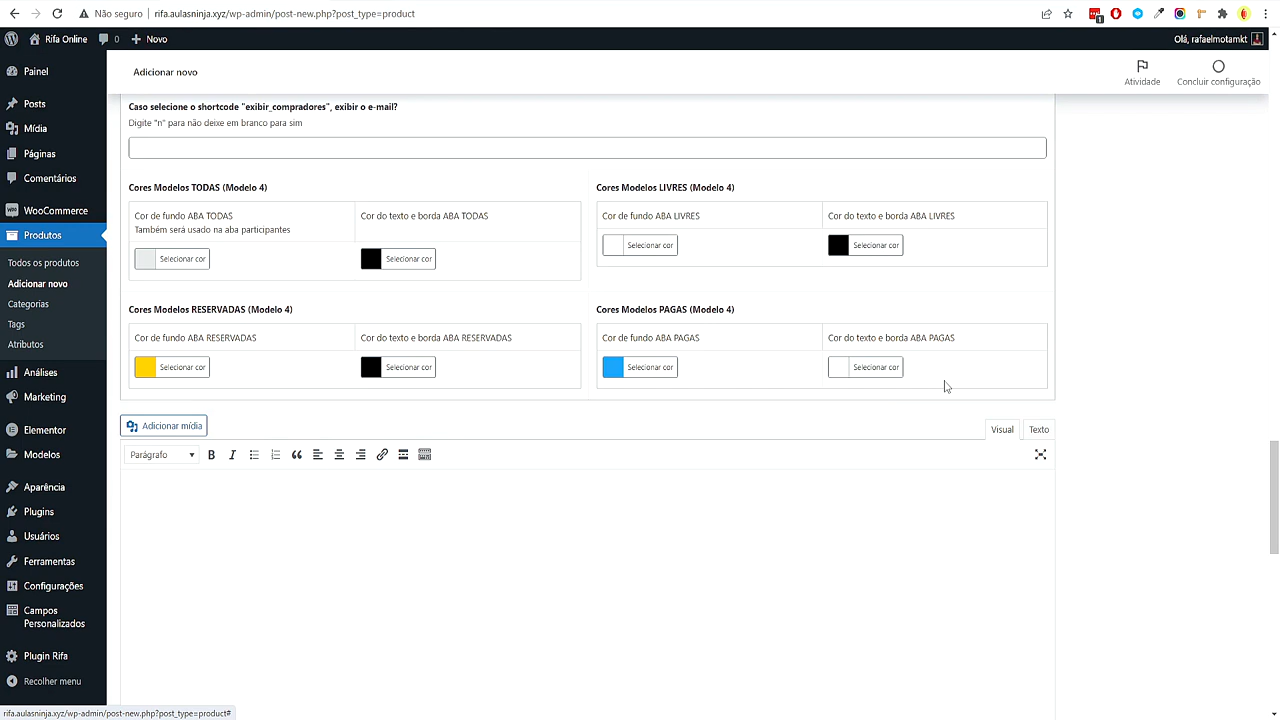 Não seguro
rifa.aulasninja.xyz/wp-admin/post-new.php?post_type=product
1
Rifa Online
0
Novo
Olá, rafaelmotamkt
Painel
Posts
Mídia
Páginas
Comentários
WooCommerce
Produtos
Todos os produtos
Adicionar novo
Categorias
Tags
Atributos
Análises
Marketing
Elementor
Modelos
Aparência
Plugins
Usuários
Ferramentas
Configurações
Campos
Personalizados
Plugin Rifa
Recolher menu
Adicionar novo
Atividade
Concluir configuração
Caso selecione o shortcode "exibir_compradores", exibir o e-mail?
Digite "n" para não deixe em branco para sim
Cores Modelos TODAS (Modelo 4)
Cor de fundo ABA TODAS
Também será usado na aba participantes
Cor do texto e borda ABA TODAS
Selecionar cor
Selecionar cor
Cores Modelos LIVRES (Modelo 4)
Cor de fundo ABA LIVRES
Cor do texto e borda ABA LIVRES
Selecionar cor
Selecionar cor
Cores Modelos RESERVADAS (Modelo 4)
Cor de fundo ABA RESERVADAS
Cor do texto e borda ABA RESERVADAS
Selecionar cor
Selecionar cor
Cores Modelos PAGAS (Modelo 4)
Cor de fundo ABA PAGAS
Cor do texto e borda ABA PAGAS
Selecionar cor
Selecionar cor
Adicionar mídia
Visual
Texto
Parágrafo
B
I
rifa.aulasninja.xyz/wp-admin/post-new.php?post_type=product#